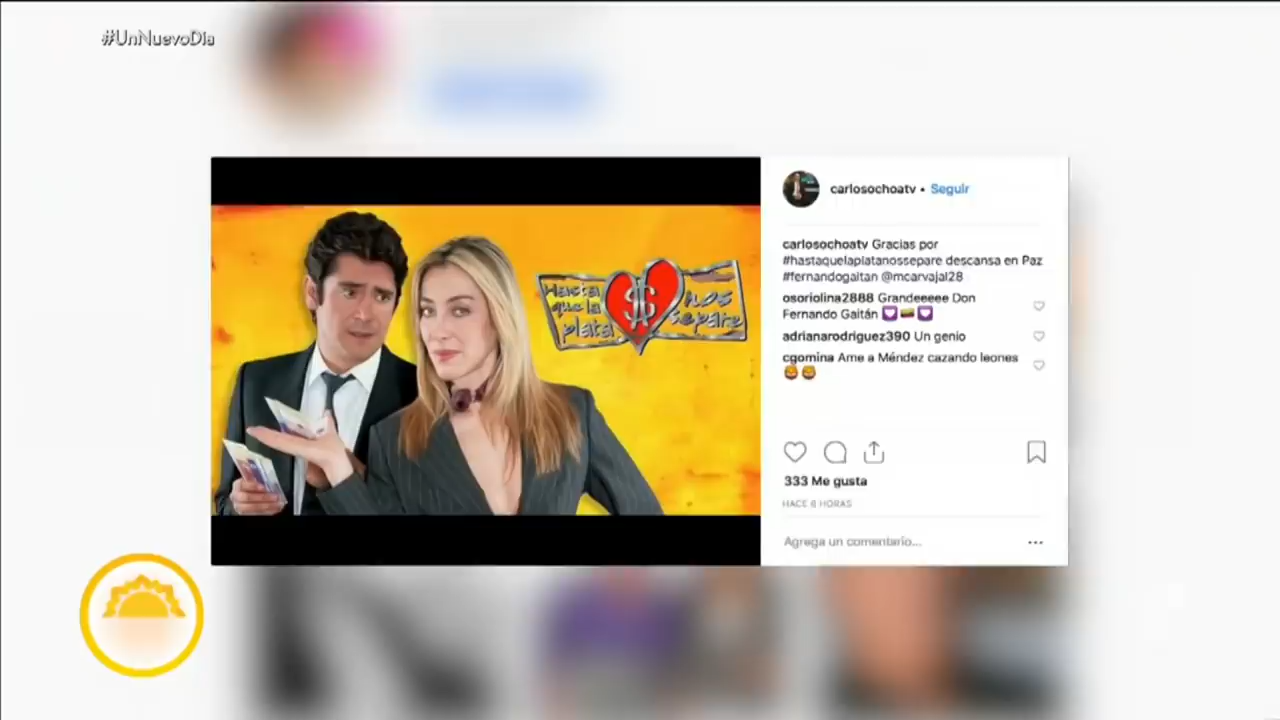 #UnNuevoDía
Hasta
que la
plata
nos
separe
carlosochoatv • Seguir
carlosochoatv Gracias por
#hastaquelaplatanossepare descansa en Paz
#fernandogaitan @mcarvajal28
osoriolina2888 Grandeeeee Don
Fernando Gaitán 💟🇨🇴💟
adrianarodriguez390 Un genio
cgomina Ame a Méndez cazando leones
🦁🦁
333 Me gusta
HACE 6 HORAS
Agrega un comentario...